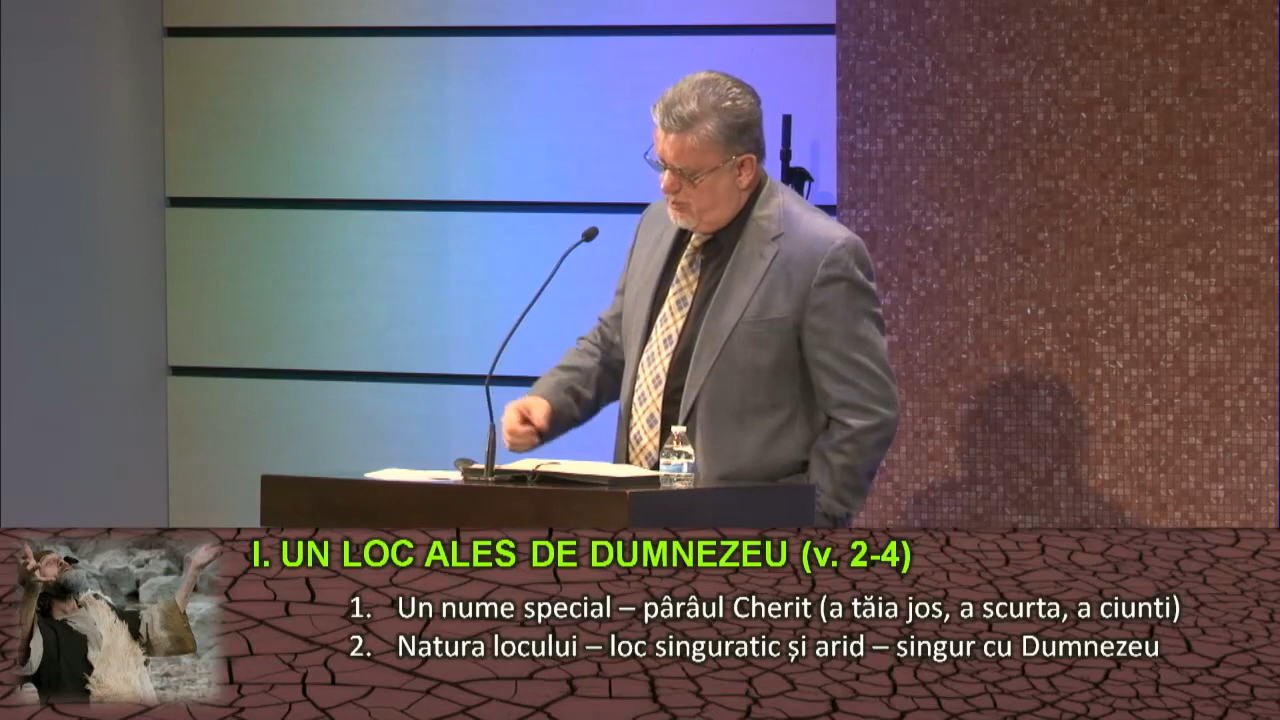 I. UN LOC ALES DE DUMNEZEU (v. 2-4)
1. Un nume special – pârâul Cherit (a tăia jos, a scurta, a ciunti)
2. Natura locului – loc singuratic și arid – singur cu Dumnezeu